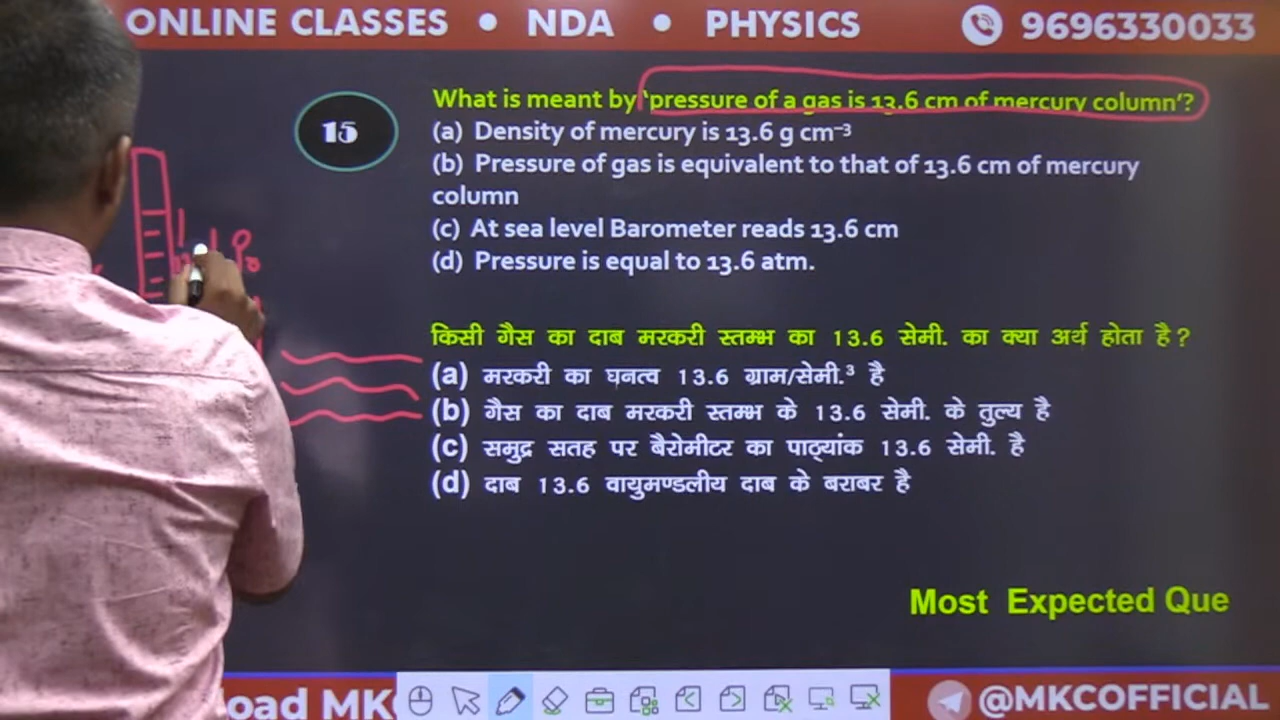 ONLINE CLASSES • NDA • PHYSICS 9696330033
15
What is meant by 'pressure of a gas is 13.6 cm of mercury column'?
(a) Density of mercury is 13.6 g cm⁻³
(b) Pressure of gas is equivalent to that of 13.6 cm of mercury
column
(c) At sea level Barometer reads 13.6 cm
(d) Pressure is equal to 13.6 atm.
किसी गैस का दाब मरकरी स्तम्भ का 13.6 सेमी. का क्या अर्थ होता है?
(a) मरकरी का घनत्व 13.6 ग्राम/सेमी.³ है
(b) गैस का दाब मरकरी स्तम्भ के 13.6 सेमी. के तुल्य है
(c) समुद्र सतह पर बैरोमीटर का पाठ्यांक 13.6 सेमी. है
(d) दाब 13.6 वायुमण्डलीय दाब के बराबर है
Most Expected Que
@MKCOFFICIAL